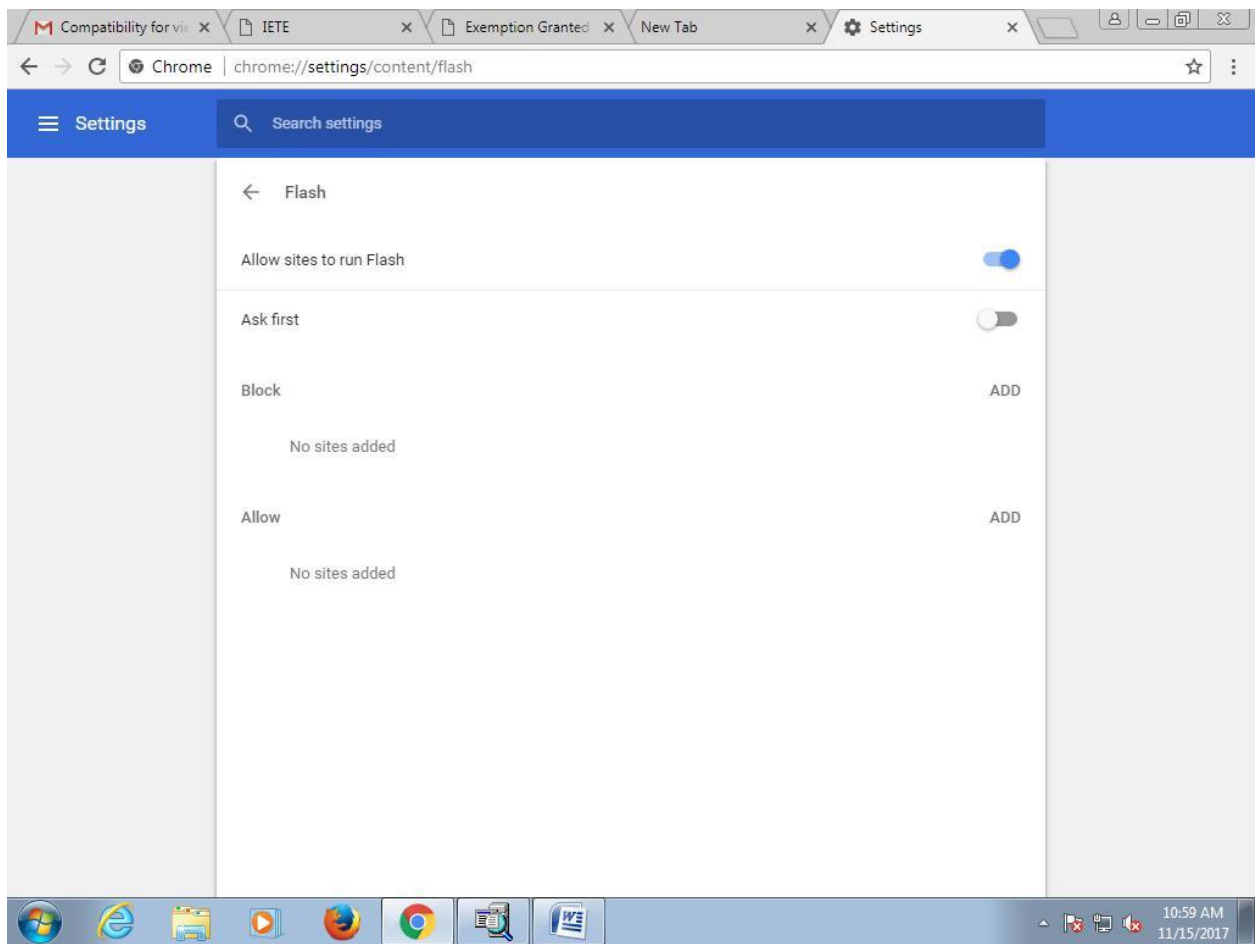 Compatibility for vie
IETE
Exemption Granted
New Tab
Settings
Chrome
chrome://settings/content/flash
Settings
Search settings
Flash
Allow sites to run Flash
Ask first
Block ADD
No sites added
Allow ADD
No sites added
10:59 AM
11/15/2017